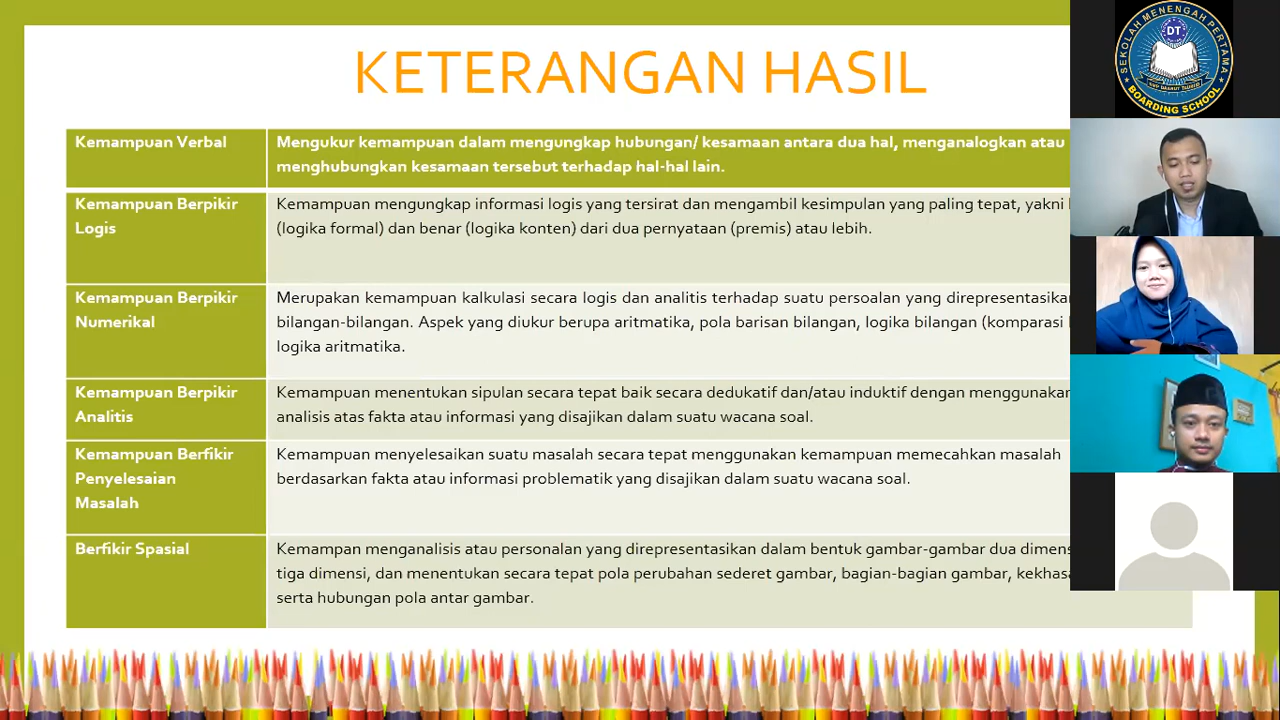 KETERANGAN HASIL
Kemampuan Verbal
Mengukur kemampuan dalam mengungkap hubungan/ kesamaan antara dua hal, menganalogkan atau
menghubungkan kesamaan tersebut terhadap hal-hal lain.
Kemampuan Berpikir
Logis
Kemampuan mengungkap informasi logis yang tersirat dan mengambil kesimpulan yang paling tepat, yakni
(logika formal) dan benar (logika konten) dari dua pernyataan (premis) atau lebih.
Kemampuan Berpikir
Numerikal
Merupakan kemampuan kalkulasi secara logis dan analitis terhadap suatu persoalan yang direpresentasika
bilangan-bilangan. Aspek yang diukur berupa aritmatika, pola barisan bilangan, logika bilangan (komparasi
logika aritmatika.
Kemampuan Berpikir
Analitis
Kemampuan menentukan sipulan secara tepat baik secara dedukatif dan/atau induktif dengan menggunakan
analisis atas fakta atau informasi yang disajikan dalam suatu wacana soal.
Kemampuan Berfikir
Penyelesaian
Masalah
Kemampuan menyelesaikan suatu masalah secara tepat menggunakan kemampuan memecahkan masalah
berdasarkan fakta atau informasi problematik yang disajikan dalam suatu wacana soal.
Berfikir Spasial
Kemampan menganalisis atau personalan yang direpresentasikan dalam bentuk gambar-gambar dua dimens
tiga dimensi, dan menentukan secara tepat pola perubahan sederet gambar, bagian-bagian gambar, kekhasa
serta hubungan pola antar gambar.
SEKOLAH MENENGAH PERTAMA
DT
BOARDING SCHOOL